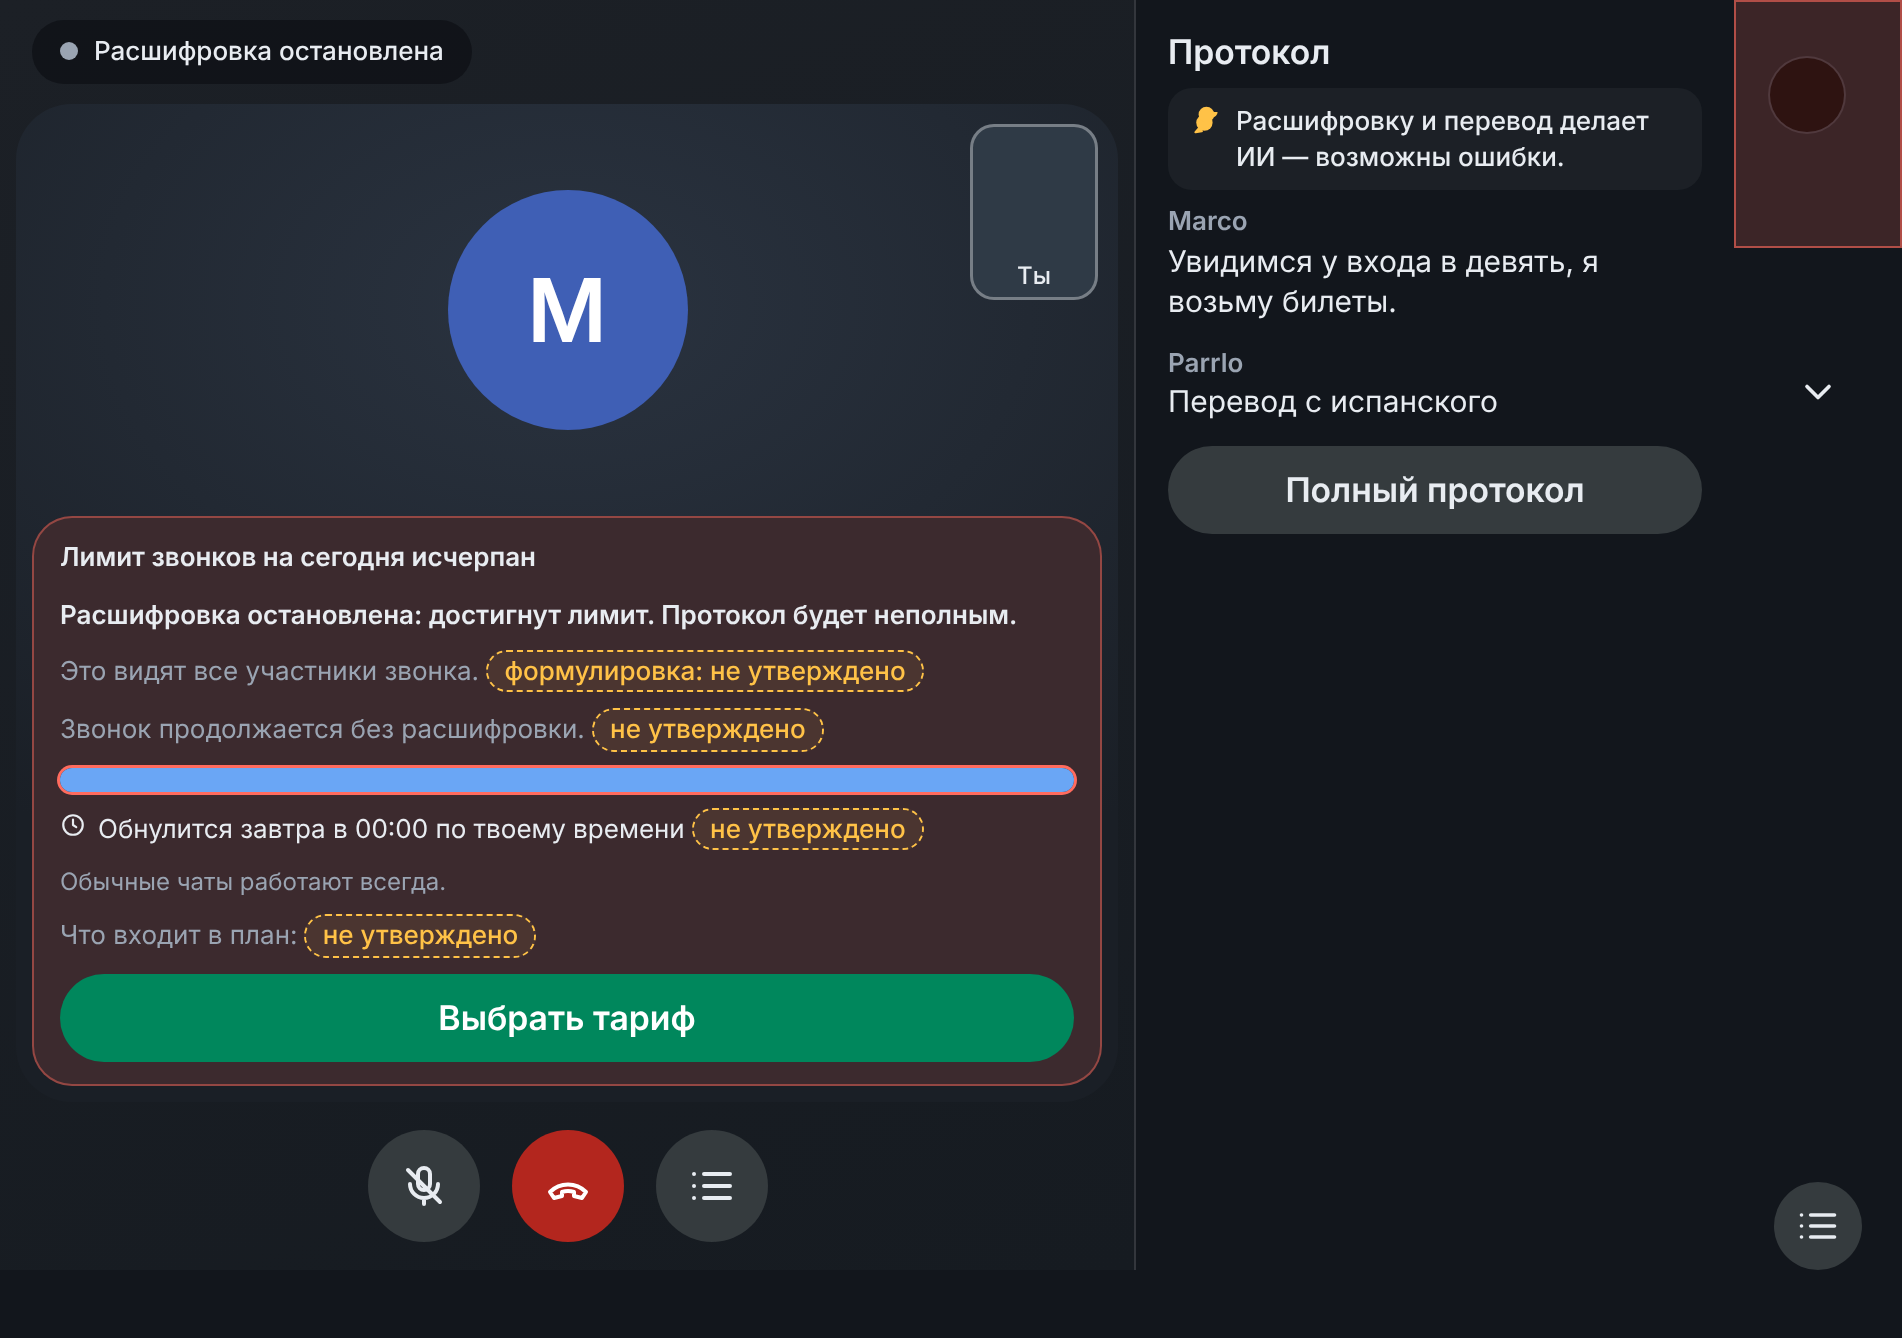 Расшифровка остановлена
Ты
M
Лимит звонков на сегодня исчерпан
Расшифровка остановлена: достигнут лимит. Протокол будет неполным.
Это видят все участники звонка. формулировка: не утверждено
Звонок продолжается без расшифровки. не утверждено
Обнулится завтра в 00:00 по твоему времени не утверждено
Обычные чаты работают всегда.
Что входит в план: не утверждено
Выбрать тариф
Протокол
Расшифровку и перевод делает
ИИ — возможны ошибки.
Marco
Увидимся у входа в девять, я
возьму билеты.
Parrlo
Перевод с испанского
Полный протокол